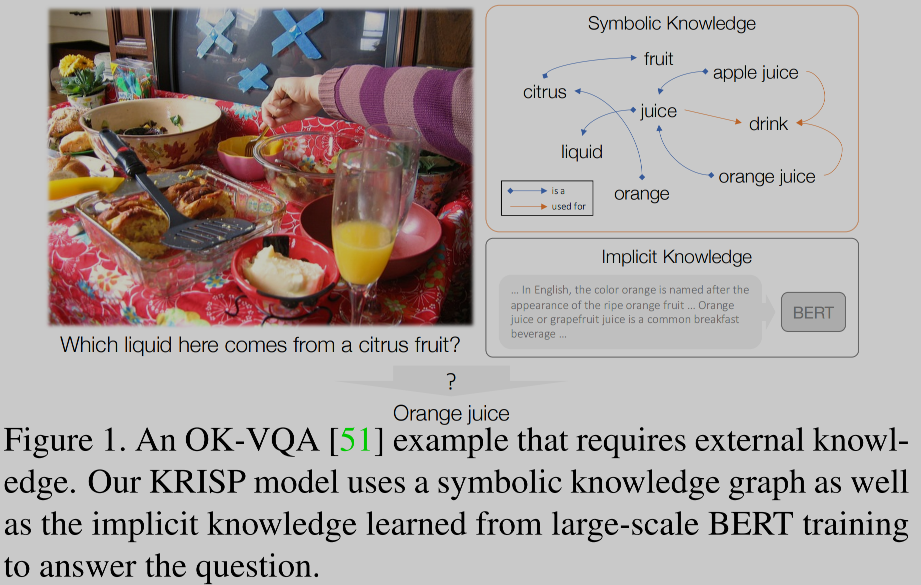 Symbolic Knowledge
fruit
apple juice
citrus
juice
drink
liquid
orange
orange juice
is a
used for
Implicit Knowledge
... In English, the color orange is named after the
appearance of the ripe orange fruit ... Orange
juice or grapefruit juice is a common breakfast
beverage ...
BERT
Which liquid here comes from a citrus fruit?
?
Orange juice
Figure 1. An OK-VQA [51] example that requires external knowl-
edge. Our KRISP model uses a symbolic knowledge graph as well
as the implicit knowledge learned from large-scale BERT training
to answer the question.